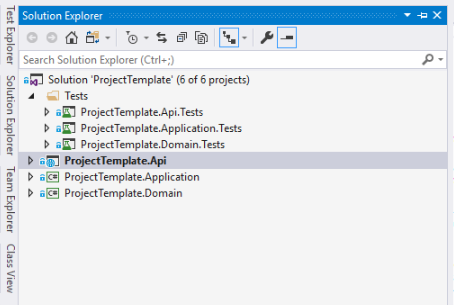 Solution Explorer
Search Solution Explorer (Ctrl+;)
Solution 'ProjectTemplate' (6 of 6 projects)
Tests
ProjectTemplate.Api.Tests
ProjectTemplate.Application.Tests
ProjectTemplate.Domain.Tests
ProjectTemplate.Api
C# ProjectTemplate.Application
C# ProjectTemplate.Domain
Test Explorer
Solution Explorer
Team Explorer
Class View